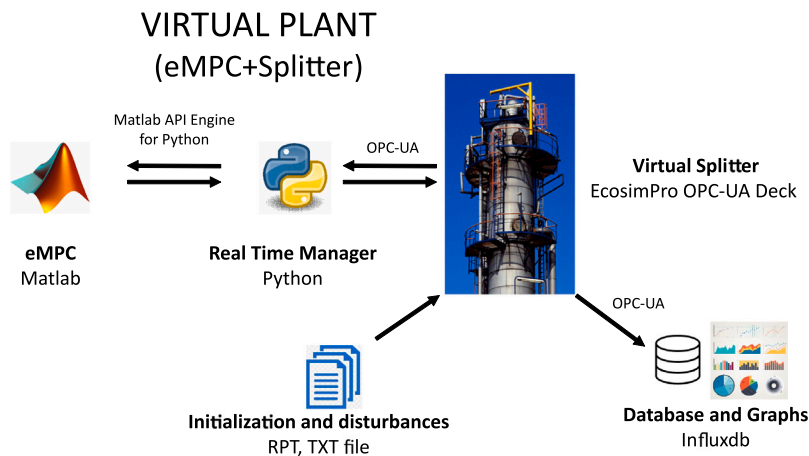 VIRTUAL PLANT
(eMPC+Splitter)
Matlab API Engine
for Python
OPC-UA
Virtual Splitter
EcosimPro OPC-UA Deck
eMPC
Matlab
Real Time Manager
Python
OPC-UA
Initialization and disturbances
RPT, TXT file
Database and Graphs
Influxdb